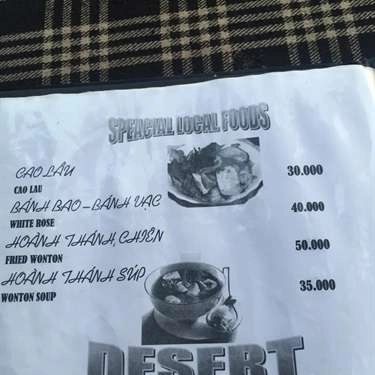 SPEACIAL LOCAL FOODS
CAO LẦU 30.000
CAO LAU
BÁNH BAO - BÁNH VẠC 40.000
WHITE ROSE
HOÀNH THÁNH, CHIÊN 50.000
FRIED WONTON
HOÀNH THÁNH SÚP 35.000
WONTON SOUP
DESERT